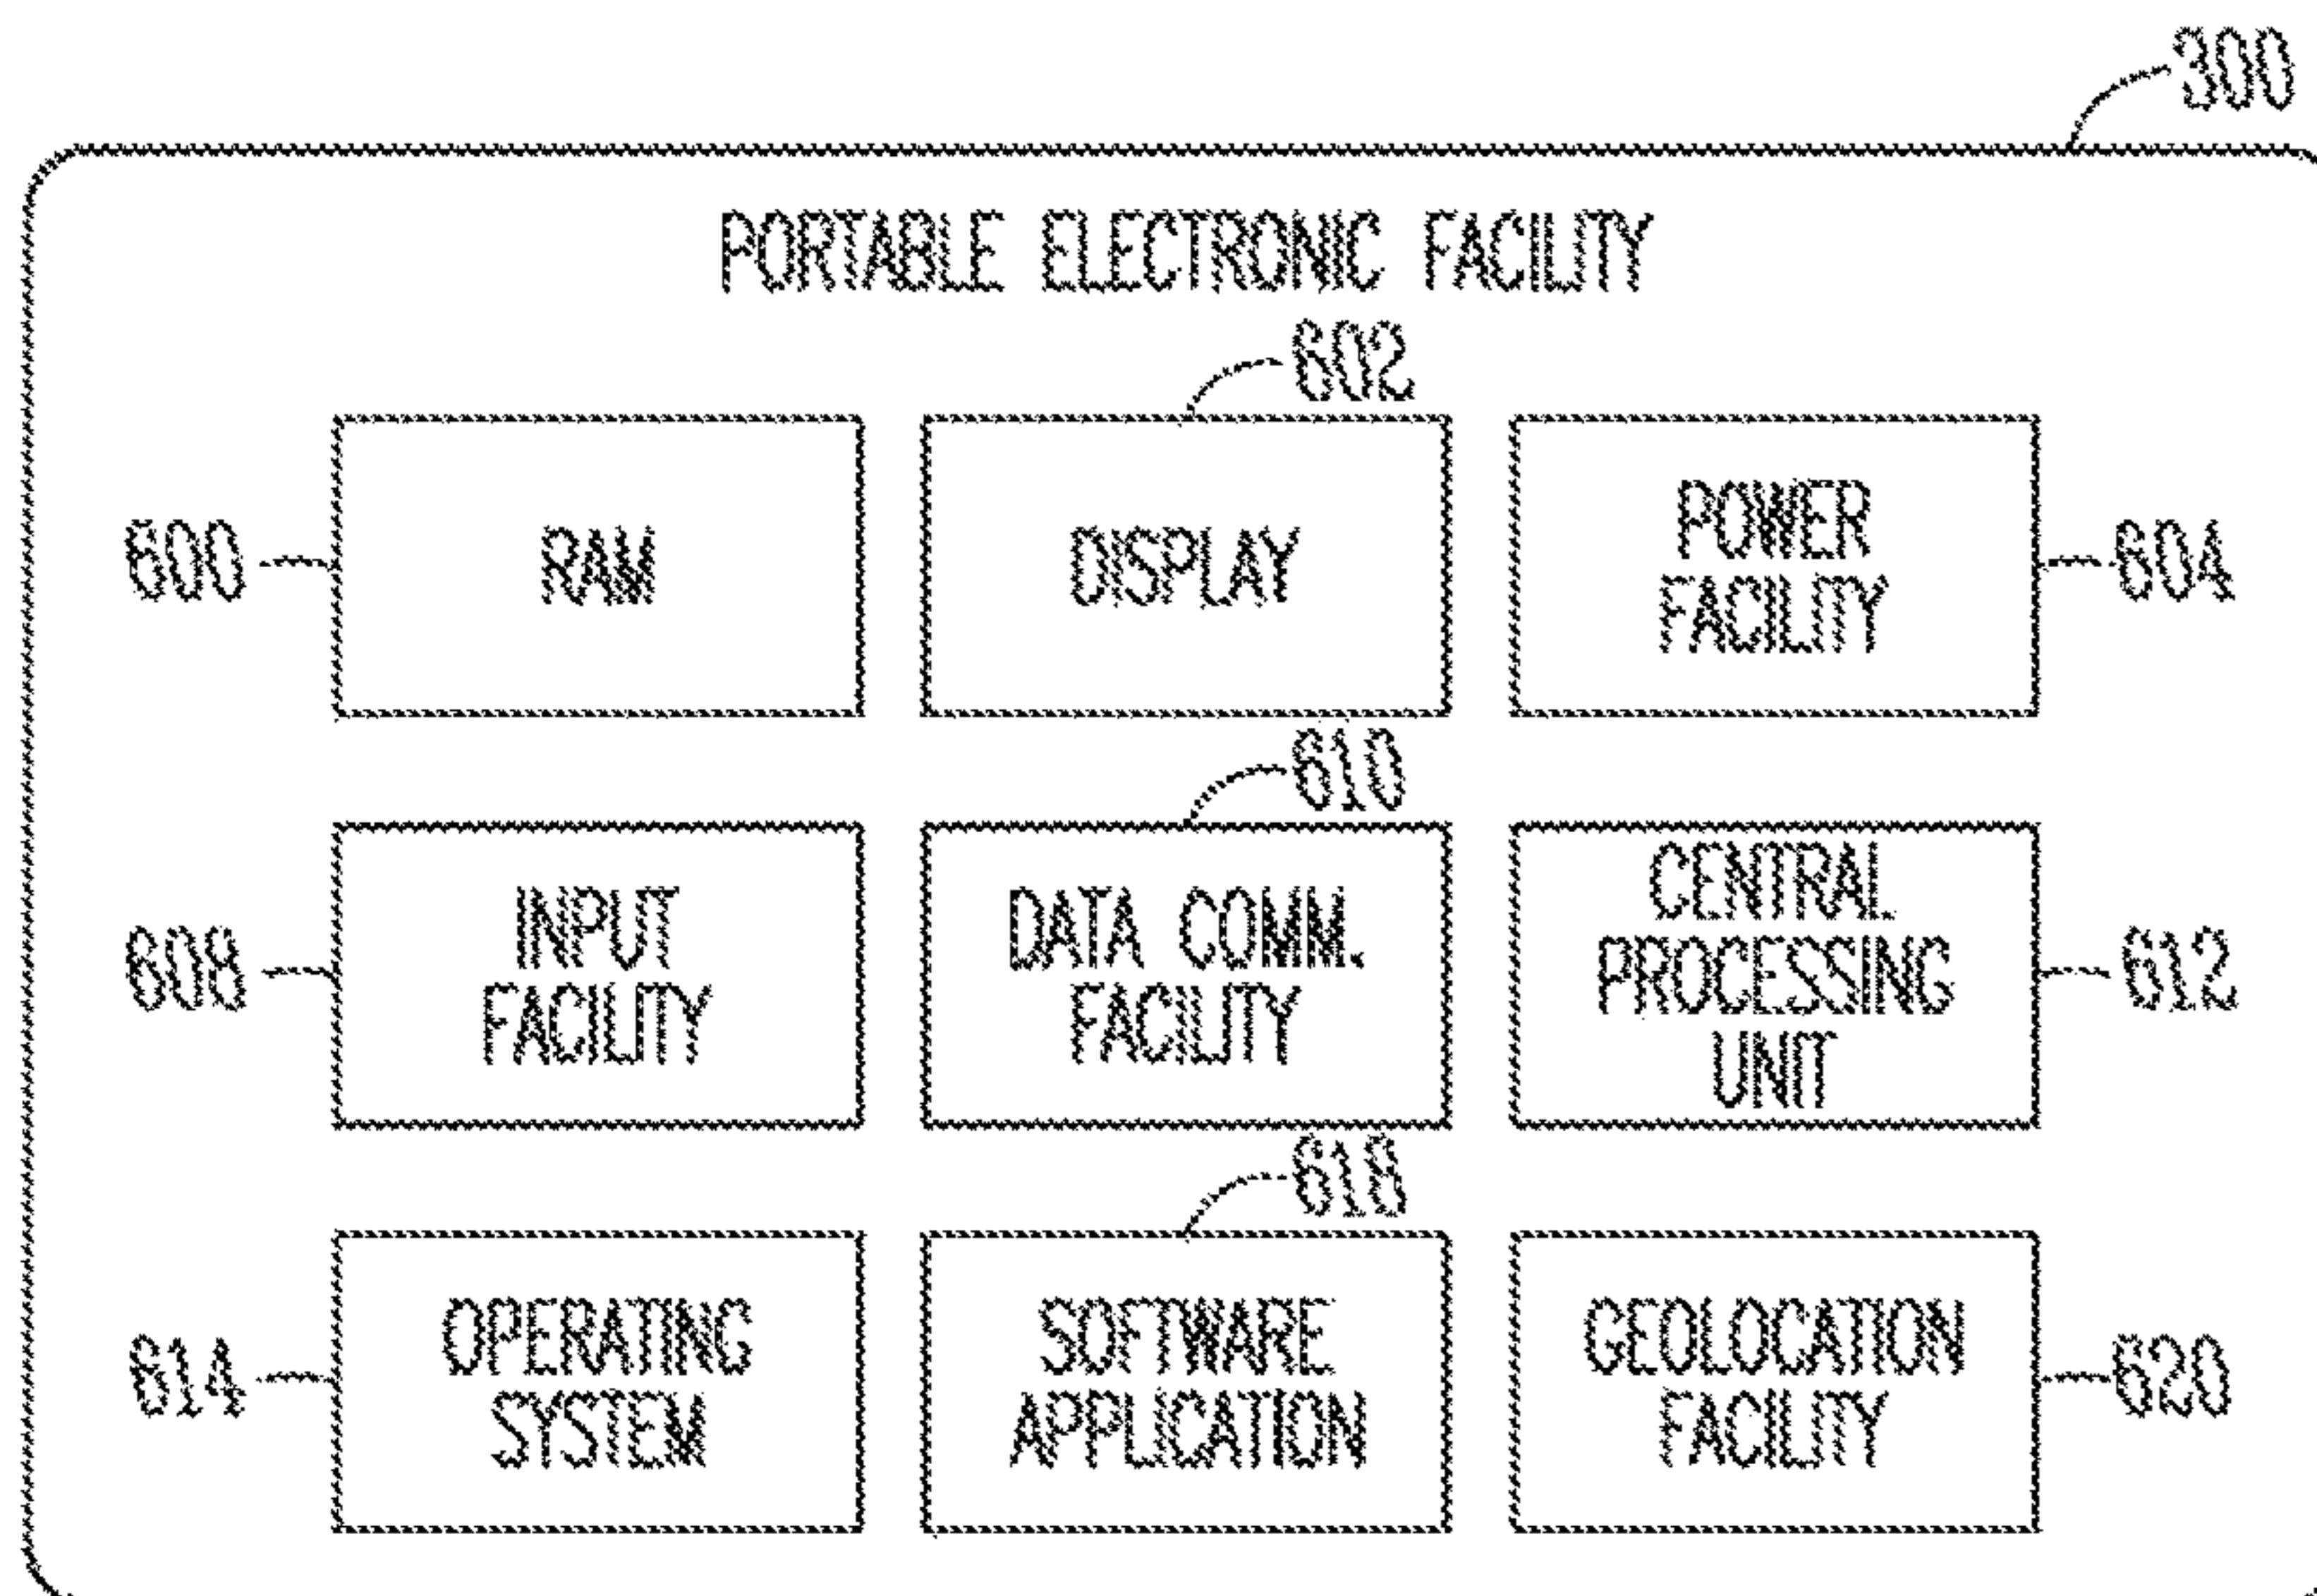 300
PORTABLE ELECTRONIC FACILITY
602
600
RAM
DISPLAY
POWER
FACILITY
604
610
608
INPUT
FACILITY
DATA COMM.
FACILITY
CENTRAL
PROCESSING
UNIT
612
618
614
OPERATING
SYSTEM
SOFTWARE
APPLICATION
GEOLOCATION
FACILITY
620